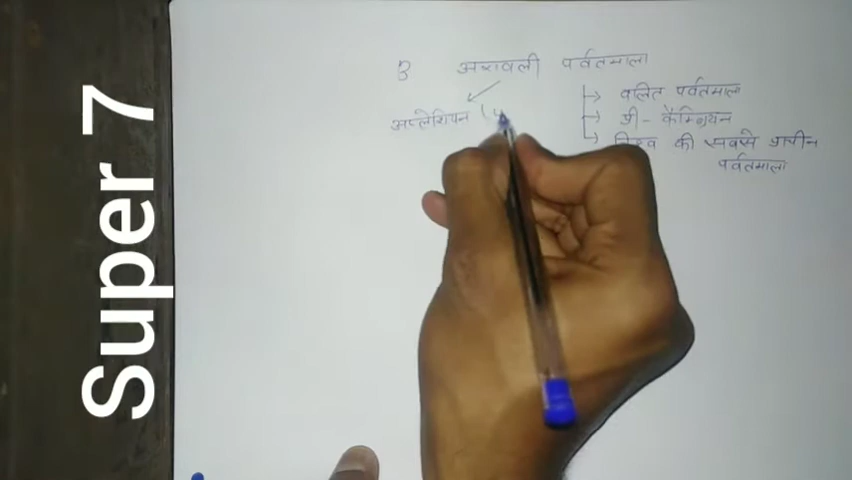 Super 7
3 अरावली पर्वतमाला
→ वलित पर्वतमाला
अप्लेशियन (
→ प्री - कैम्ब्रियन
→ विश्व की सबसे प्राचीन
पर्वतमाला